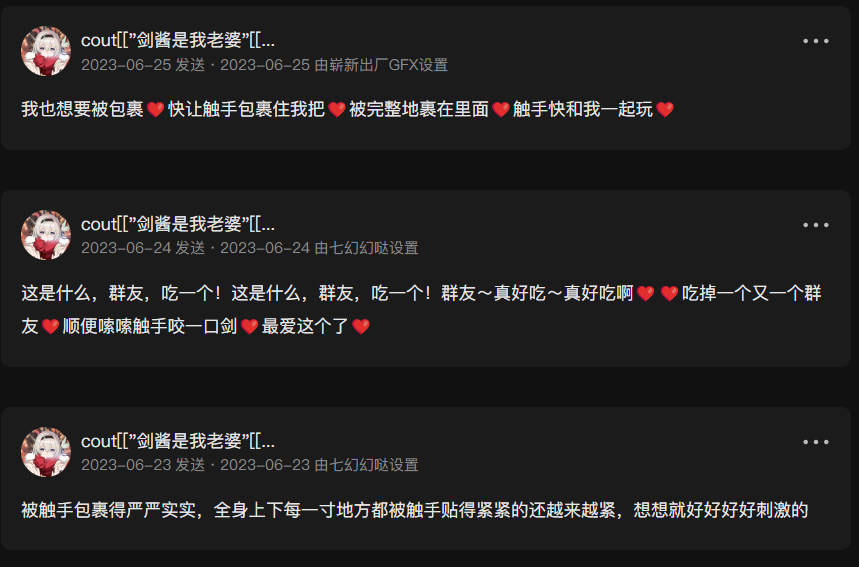 cout[["剑酱是我老婆"[[...
2023-06-25 发送 · 2023-06-25 由崭新出厂GFX设置
我也想要被包裹❤️快让触手包裹住我把❤️被完整地裹在里面❤️触手快和我一起玩❤️
cout[["剑酱是我老婆"[[...
2023-06-24 发送 · 2023-06-24 由七幻幻哒设置
这是什么，群友，吃一个！这是什么，群友，吃一个！群友～真好吃～真好吃啊❤️❤️吃掉一个又一个群
友❤️顺便嗦嗦触手咬一口剑❤️最爱这个了❤️
cout[["剑酱是我老婆"[[...
2023-06-23 发送 · 2023-06-23 由七幻幻哒设置
被触手包裹得严严实实，全身上下每一寸地方都被触手贴得紧紧的还越来越紧，想想就好好好好刺激的